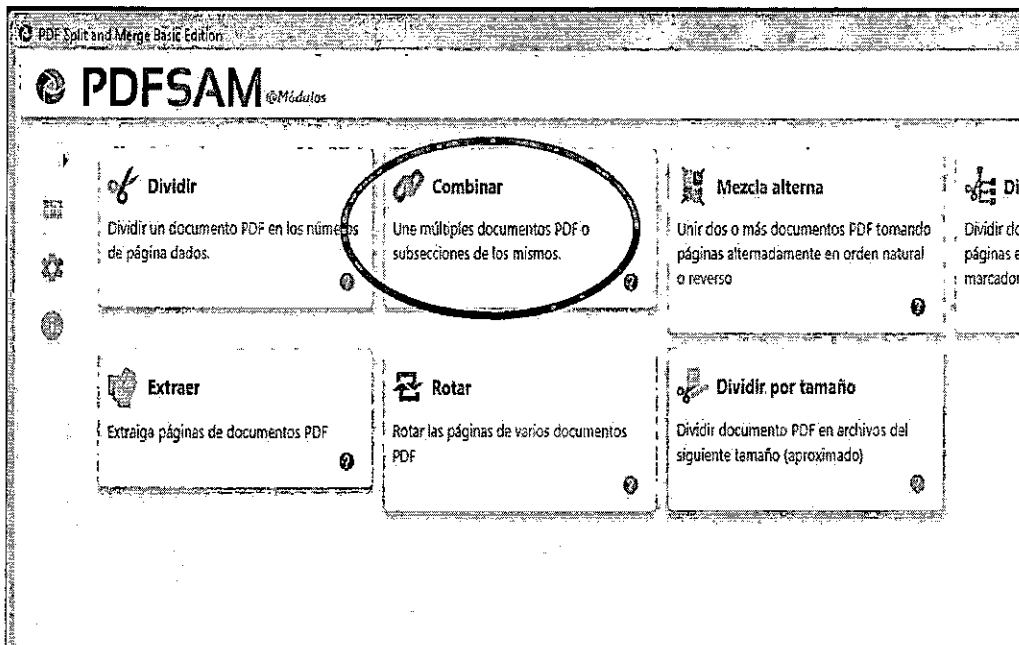 PDF Split and Merge Basic Edition
PDFSAM @Módulos
Dividir
Dividir un documento PDF en los números
de página dados.
Combinar
Une múltiples documentos PDF o
subsecciones de los mismos.
Mezcla alterna
Unir dos o más documentos PDF tomando
páginas alternadamente en orden natural
o reverso
Di
Dividir do
páginas e
marcador
Extraer
Extraiga páginas de documentos PDF
Rotar
Rotar las páginas de varios documentos
PDF
Dividir por tamaño
Dividir documento PDF en archivos del
siguiente tamaño (aproximado)